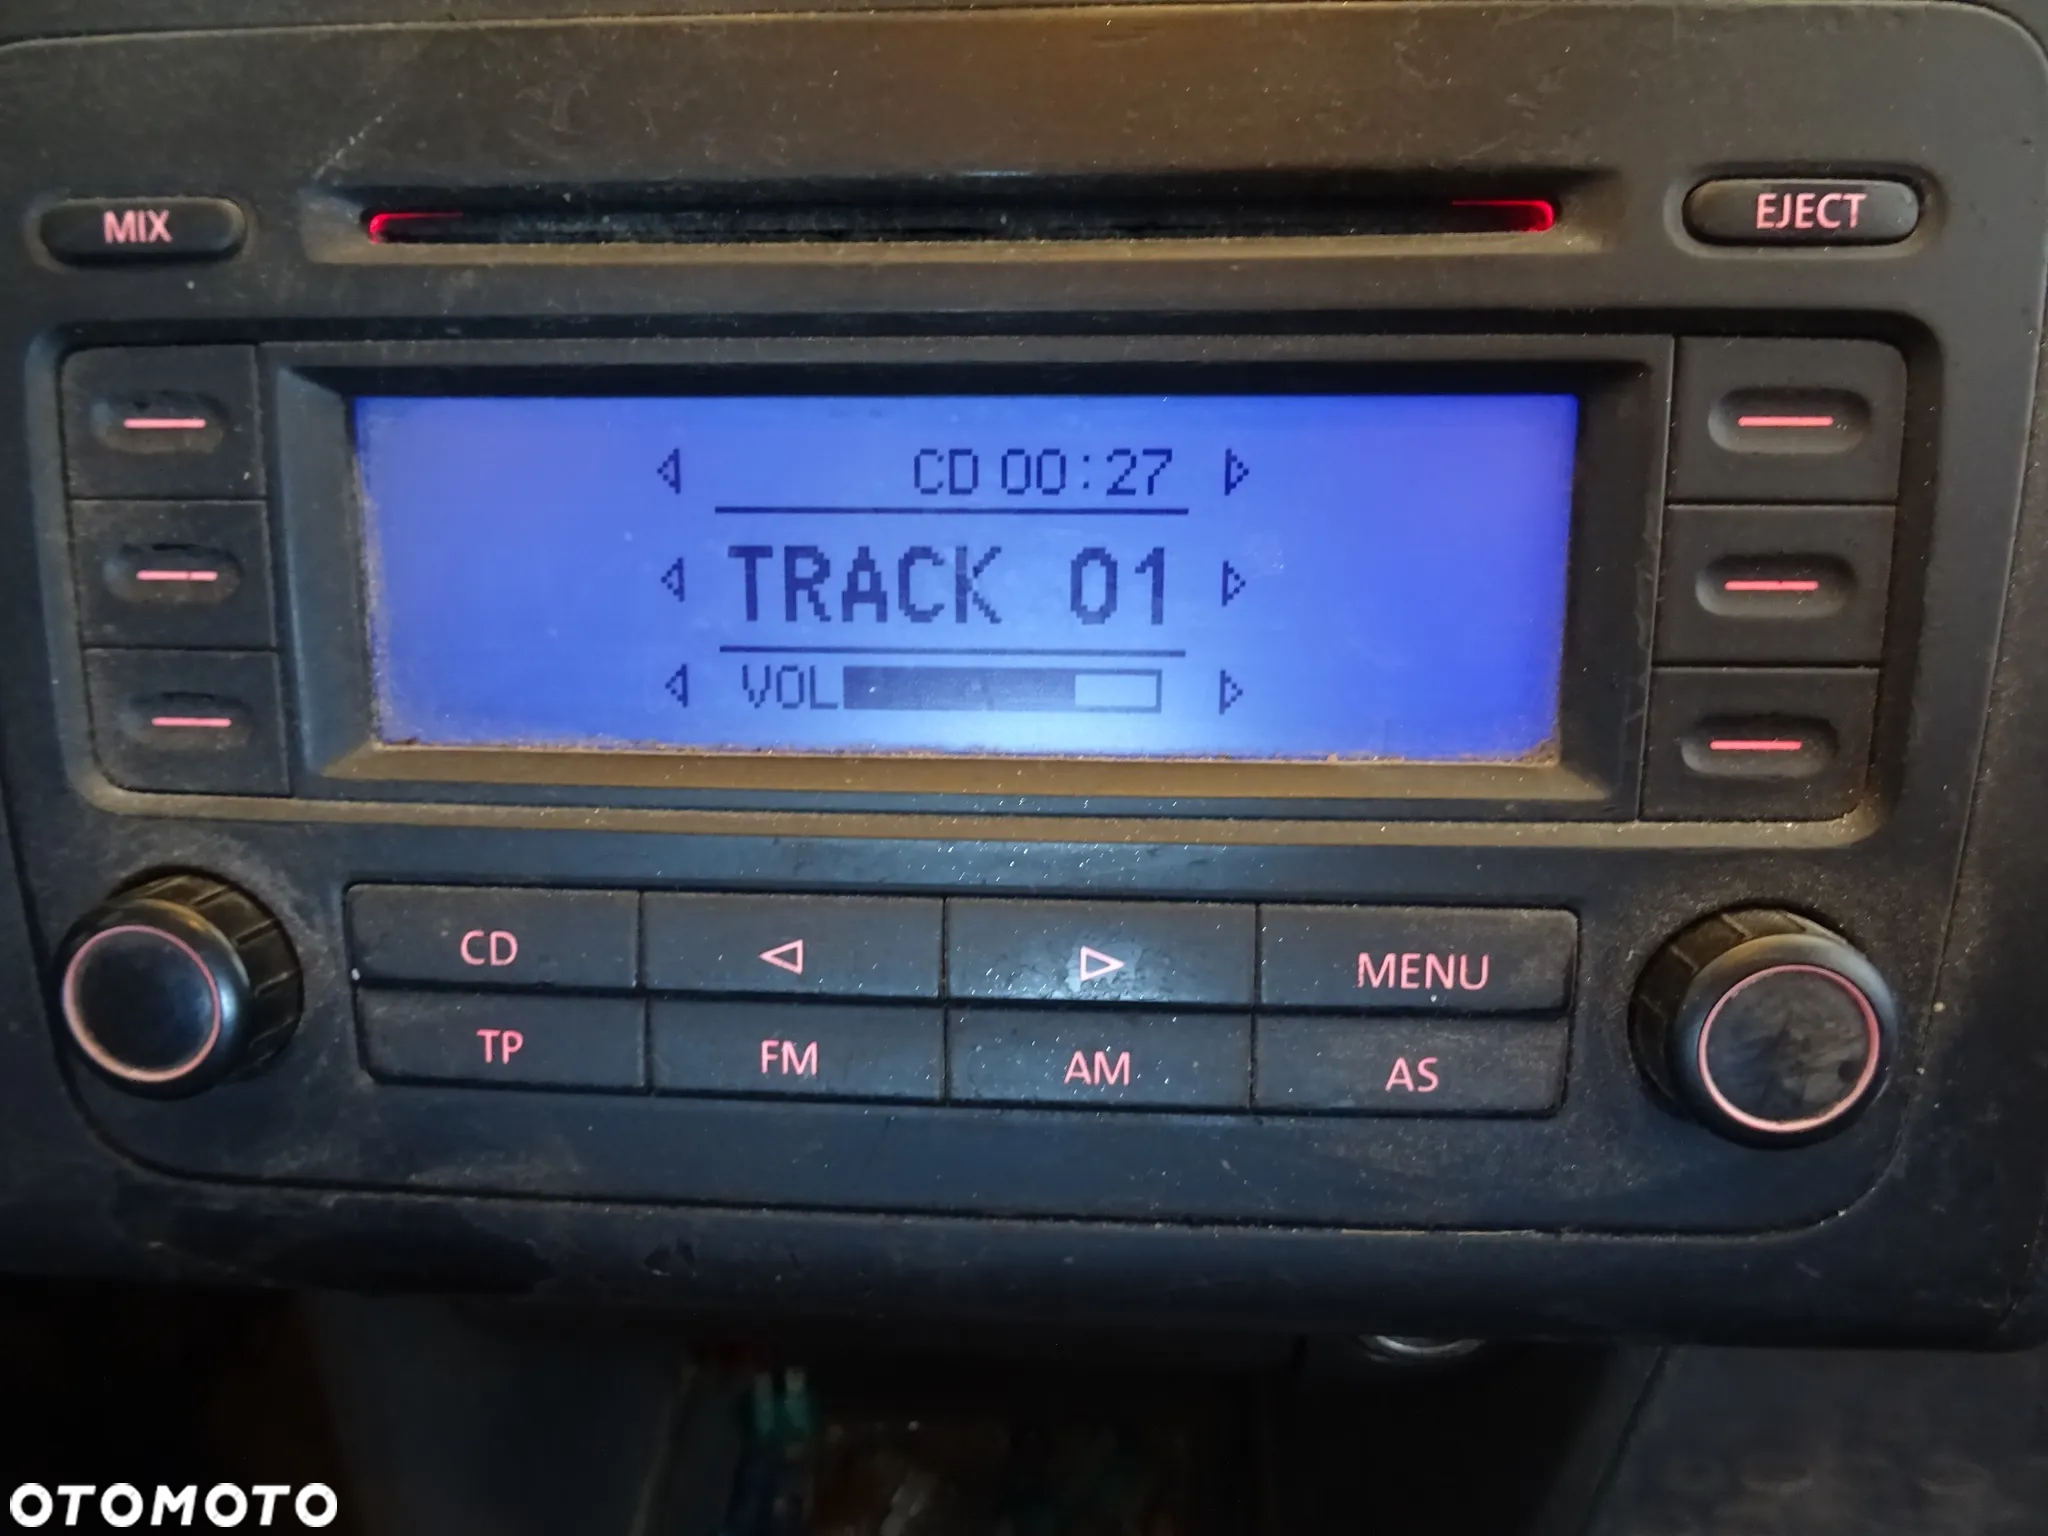 MIX
EJECT
CD 00:27
TRACK 01
VOL
CD
MENU
TP
FM
AM
AS
OTOMOTO